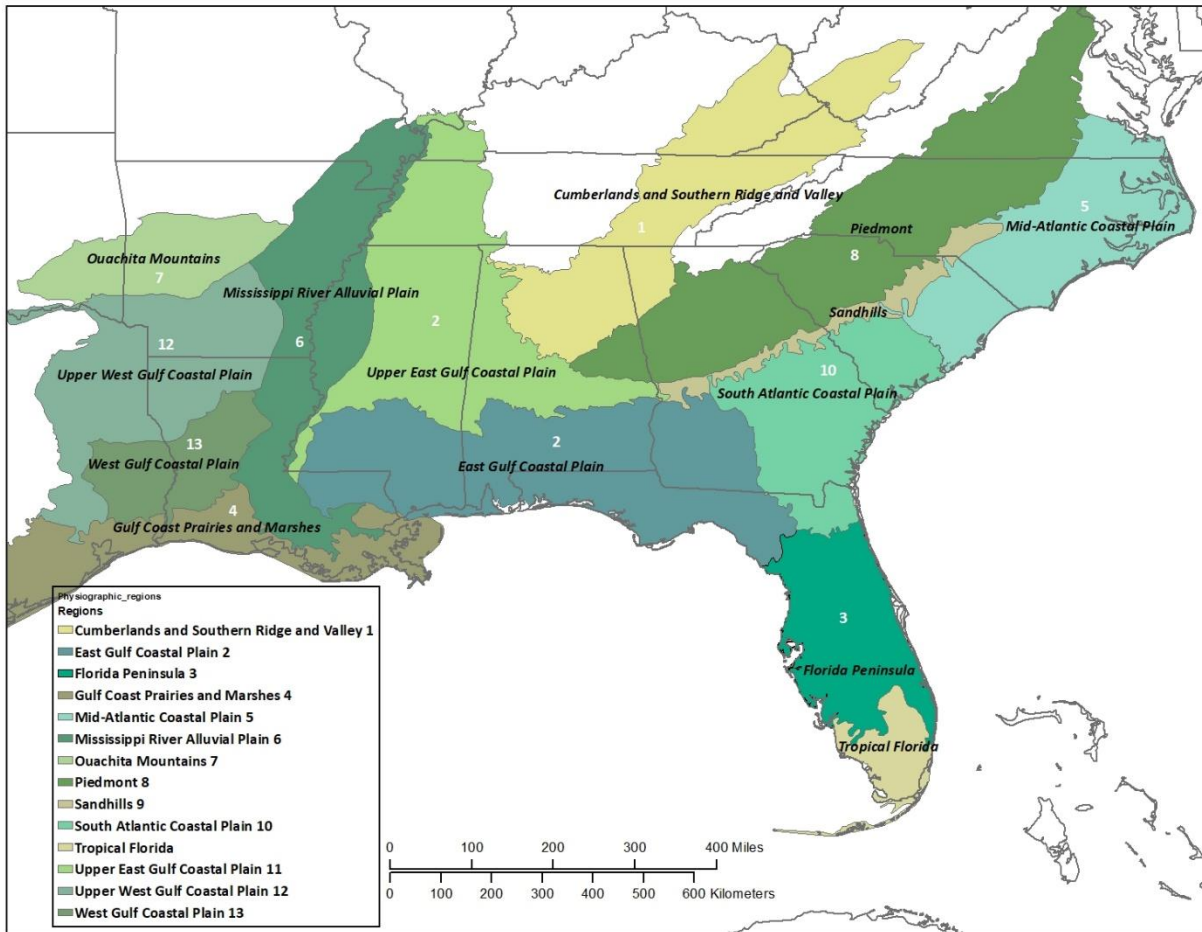 Cumberlands and Southern Ridge and Valley
1
5
Mid-Atlantic Coastal Plain
Piedmont
8
Ouachita Mountains
7
Mississippi River Alluvial Plain
Sandhills
2
12
6
Upper West Gulf Coastal Plain
Upper East Gulf Coastal Plain
10
South Atlantic Coastal Plain
13
2
West Gulf Coastal Plain
East Gulf Coastal Plain
4
Gulf Coast Prairies and Marshes
3
Florida Peninsula
Tropical Florida
Physiographic_regions
Regions
Cumberlands and Southern Ridge and Valley 1
East Gulf Coastal Plain 2
Florida Peninsula 3
Gulf Coast Prairies and Marshes 4
Mid-Atlantic Coastal Plain 5
Mississippi River Alluvial Plain 6
Ouachita Mountains 7
Piedmont 8
Sandhills 9
South Atlantic Coastal Plain 10
Tropical Florida
Upper East Gulf Coastal Plain 11
Upper West Gulf Coastal Plain 12
West Gulf Coastal Plain 13
0 100 200 300 400 Miles
0 100 200 300 400 500 600 Kilometers